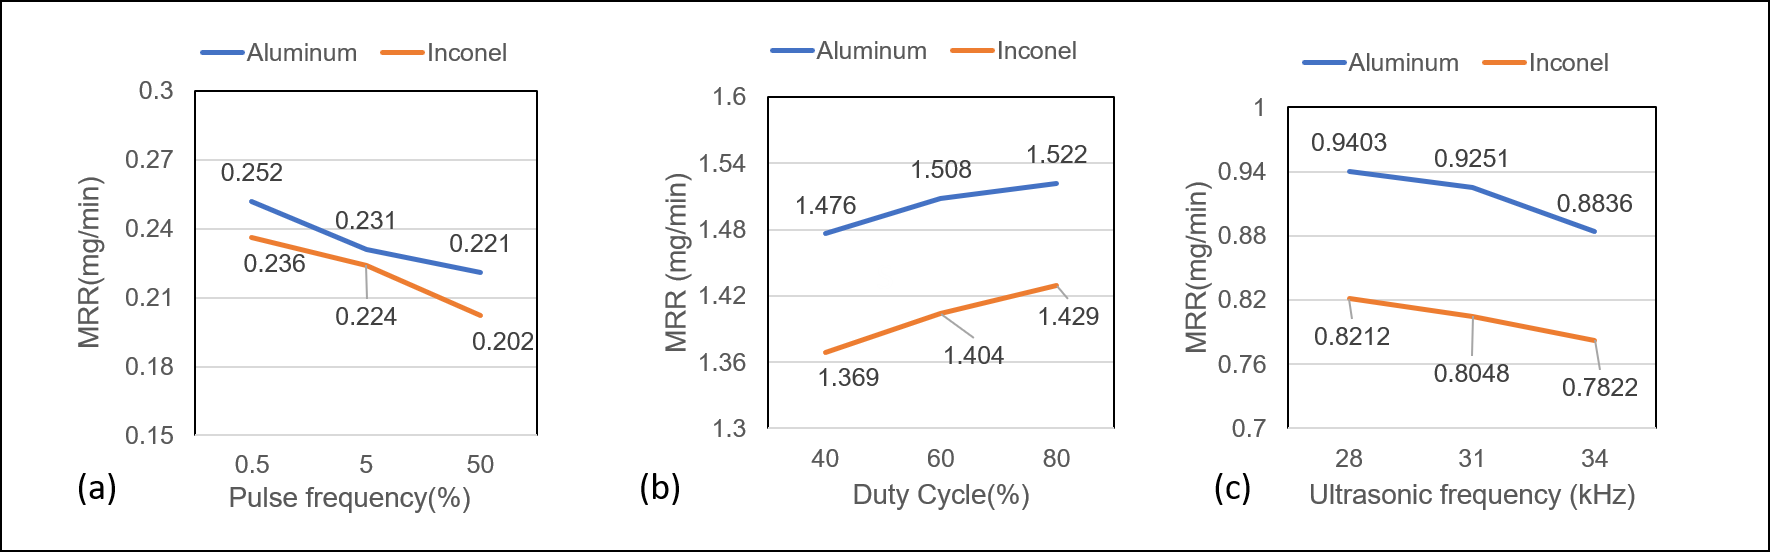 Aluminum Inconel
0.3
0.27
0.24
0.21
0.18
0.15
MRR(mg/min)
0.252
0.231
0.221
0.236
0.224
0.202
0.5 5 50
Pulse frequency(%)
(a)
Aluminum Inconel
1.6
1.54
1.48
1.42
1.36
1.3
MRR (mg/min)
1.476
1.508
1.522
1.369
1.404
1.429
40 60 80
Duty Cycle(%)
(b)
Aluminum Inconel
1
0.94
0.88
0.82
0.76
0.7
MRR(mg/min)
0.9403
0.9251
0.8836
0.8212
0.8048
0.7822
28 31 34
Ultrasonic frequency (kHz)
(c)